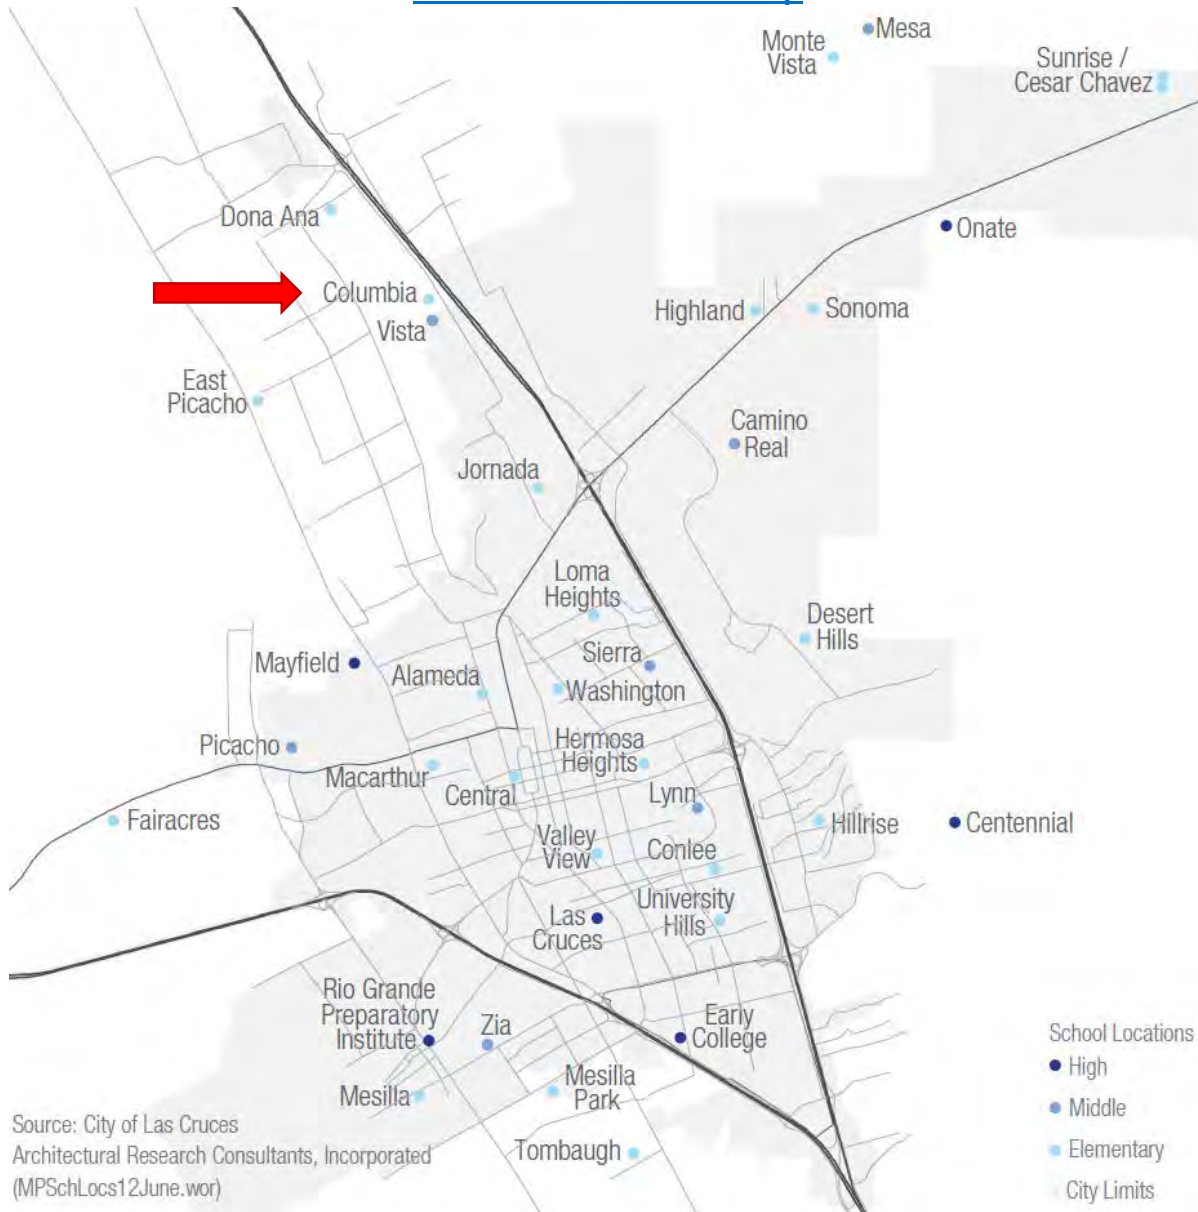 Mesa
Monte
Vista
Sunrise /
Cesar Chavez
Dona Ana
Onate
Columbia
Vista
Highland
Sonoma
East
Picacho
Camino
Real
Jornada
Loma
Heights
Desert
Hills
Mayfield
Sierra
Alameda
Washington
Picacho
Hermosa
Heights
Macarthur
Central
Lynn
Fairacres
Hillrise
Centennial
Valley
View
Conlee
Las
Cruces
University
Hills
Rio Grande
Preparatory
Institute
Zia
Early
College
Mesilla
Mesilla
Park
Tombaugh
School Locations
High
Middle
Elementary
City Limits
Source: City of Las Cruces
Architectural Research Consultants, Incorporated
(MPSchLocs12June.wor)